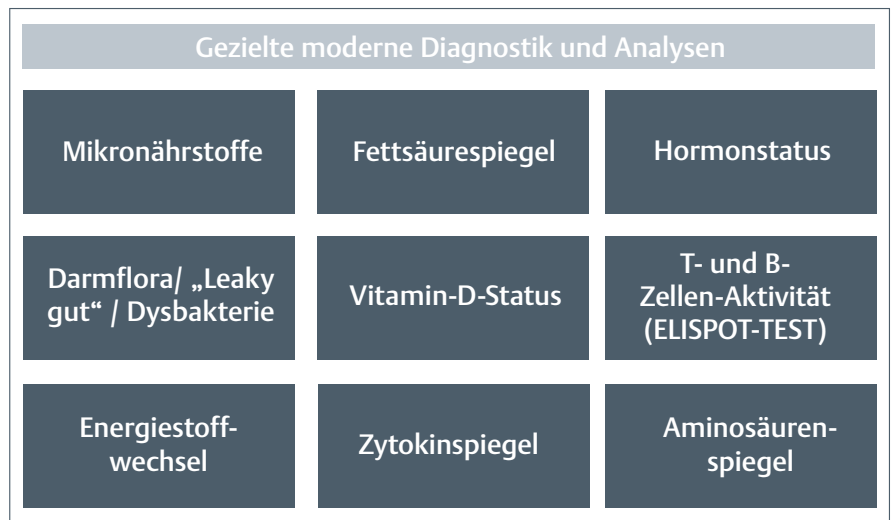 Gezielte moderne Diagnostik und Analysen
Mikronährstoffe
Fettsäurespiegel
Hormonstatus
Darmflora/ „Leaky
gut“ / Dysbakterie
Vitamin-D-Status
T- und B-
Zellen-Aktivität
(ELISPOT-TEST)
Energiestoff-
wechsel
Zytokinspiegel
Aminosäuren-
spiegel